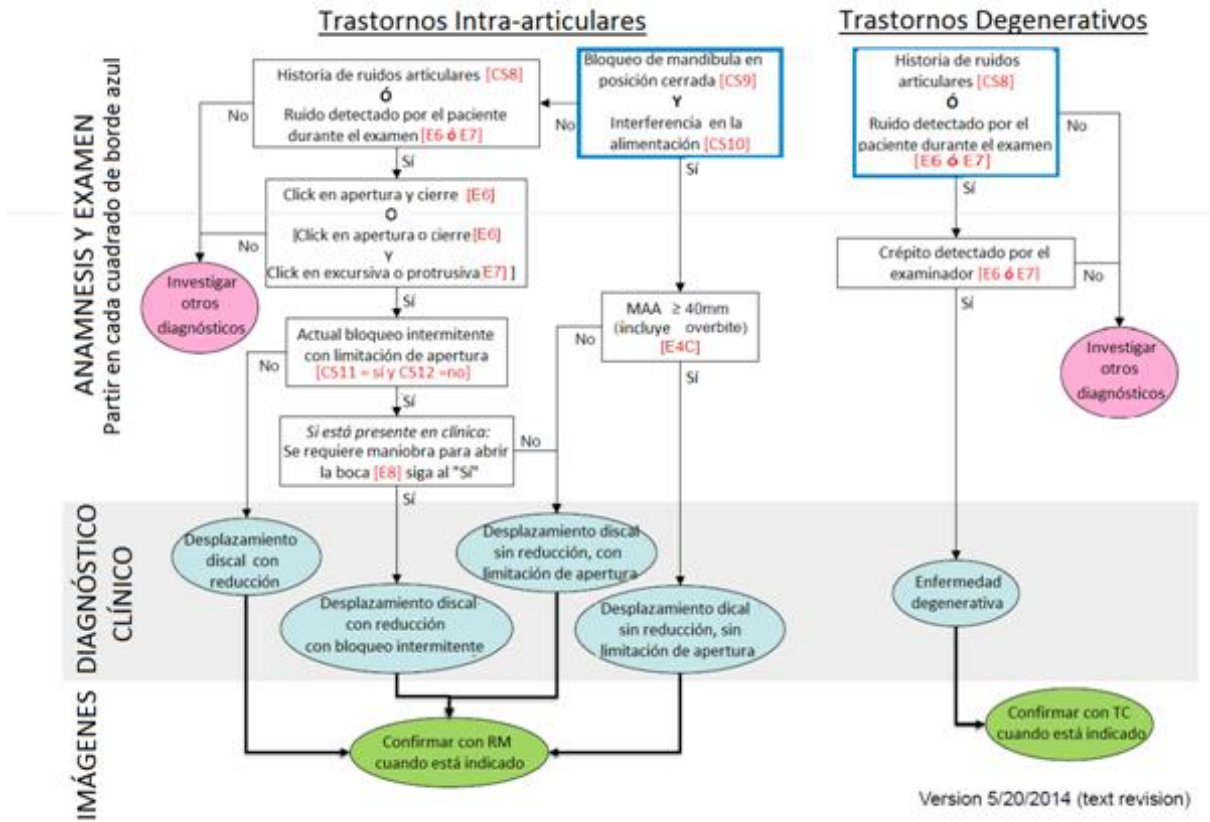 Trastornos Intra-articulares
Trastornos Degenerativos
ANAMNESIS Y EXAMEN
Partir en cada cuadrado de borde azul
Historia de ruidos articulares [CS8]
Ó
Ruido detectado por el paciente
durante el examen [E6 ó E7]
No
Sí
Bloqueo de mandíbula en
posición cerrada [CS9]
Y
Interferencia en la
alimentación [CS10]
No
Sí
Historia de ruidos
articulares [CS8]
Ó
Ruido detectado por el
paciente durante el examen
[E6 ó E7]
No
Sí
Click en apertura y cierre [E6]
O
[Click en apertura o cierre[E6]
Y
Click en excursiva o protrusiva E7] ]
No
Sí
Crépito detectado por el
examinador [E6 ó E7]
No
Sí
Investigar
otros
diagnósticos
MAA ≥ 40mm
(incluye overbite)
[E4C]
No
Sí
Actual bloqueo intermitente
con limitación de apertura
[CS11 = sí y CS12 =no]
No
Sí
Investigar
otros
diagnósticos
Si está presente en clínica:
Se requiere maniobra para abrir
la boca [E8] siga al "Sí"
No
Sí
DIAGNÓSTICO
CLÍNICO
Desplazamiento
discal con
reducción
Desplazamiento discal
con reducción
con bloqueo intermitente
Desplazamiento discal
sin reducción, con
limitación de apertura
Desplazamiento dical
sin reducción, sin
limitación de apertura
Enfermedad
degenerativa
IMÁGENES
Confirmar con RM
cuando está indicado
Confirmar con TC
cuando está indicado
Version 5/20/2014 (text revision)